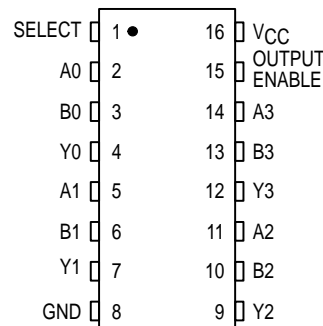 SELECT 1 16 VCC
A0 2 15 OUTPUT ENABLE
B0 3 14 A3
Y0 4 13 B3
A1 5 12 Y3
B1 6 11 A2
Y1 7 10 B2
GND 8 9 Y2